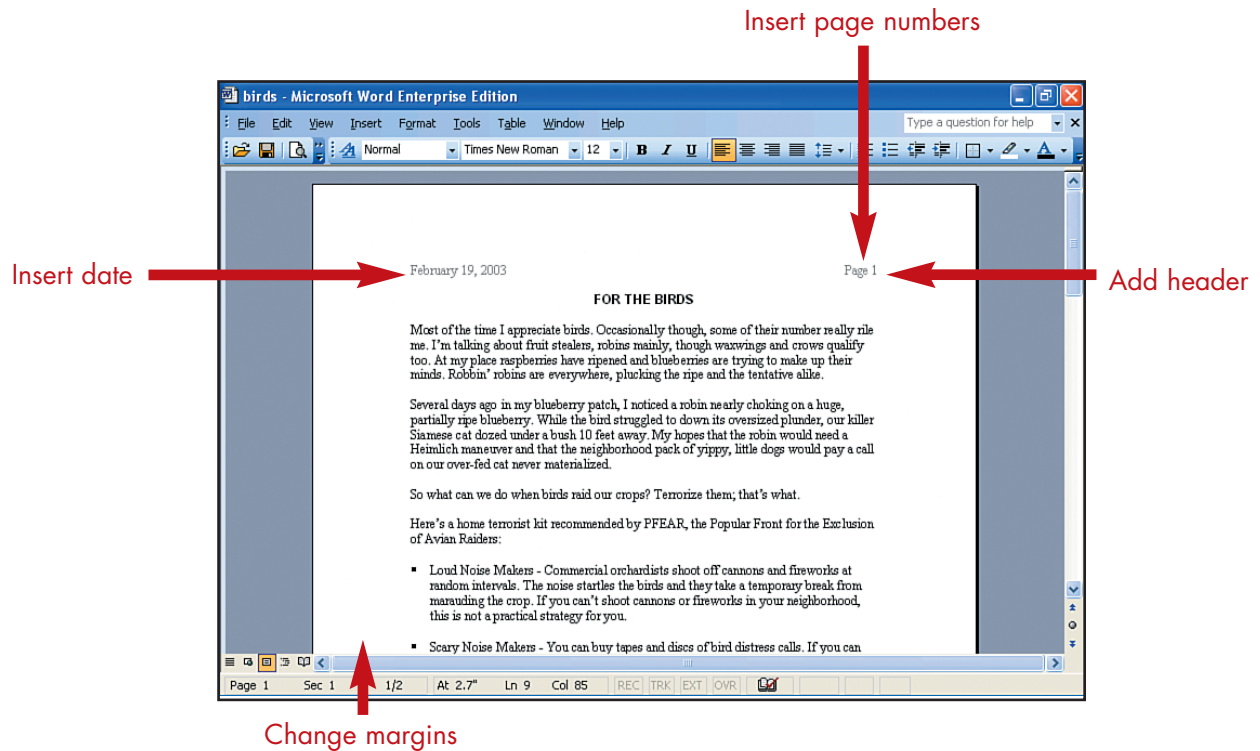 Insert page numbers
birds - Microsoft Word Enterprise Edition
File Edit View Insert Format Tools Table Window Help Type a question for help
Normal Times New Roman 12 B I U A
Insert date
February 19, 2003 Page 1
Add header
FOR THE BIRDS
Most of the time I appreciate birds. Occasionally though, some of their number really rile
me. I'm talking about fruit stealers, robins mainly, though waxwings and crows qualify
too. At my place raspberries have ripened and blueberries are trying to make up their
minds. Robbin' robins are everywhere, plucking the ripe and the tentative alike.
Several days ago in my blueberry patch, I noticed a robin nearly choking on a huge,
partially ripe blueberry. While the bird struggled to down its oversized plunder, our killer
Siamese cat dozed under a bush 10 feet away. My hopes that the robin would need a
Heimlich maneuver and that the neighborhood pack of yippy, little dogs would pay a call
on our over-fed cat never materialized.
So what can we do when birds raid our crops? Terrorize them; that's what.
Here's a home terrorist kit recommended by PFEAR, the Popular Front for the Exclusion
of Avian Raiders:
▪ Loud Noise Makers - Commercial orchardists shoot off cannons and fireworks at
random intervals. The noise startles the birds and they take a temporary break from
marauding the crop. If you can't shoot cannons or fireworks in your neighborhood,
this is not a practical strategy for you.
▪ Scary Noise Makers - You can buy tapes and discs of bird distress calls. If you can
Page 1 Sec 1 1/2 At 2.7" Ln 9 Col 85 REC TRK EXT OVR
Change margins